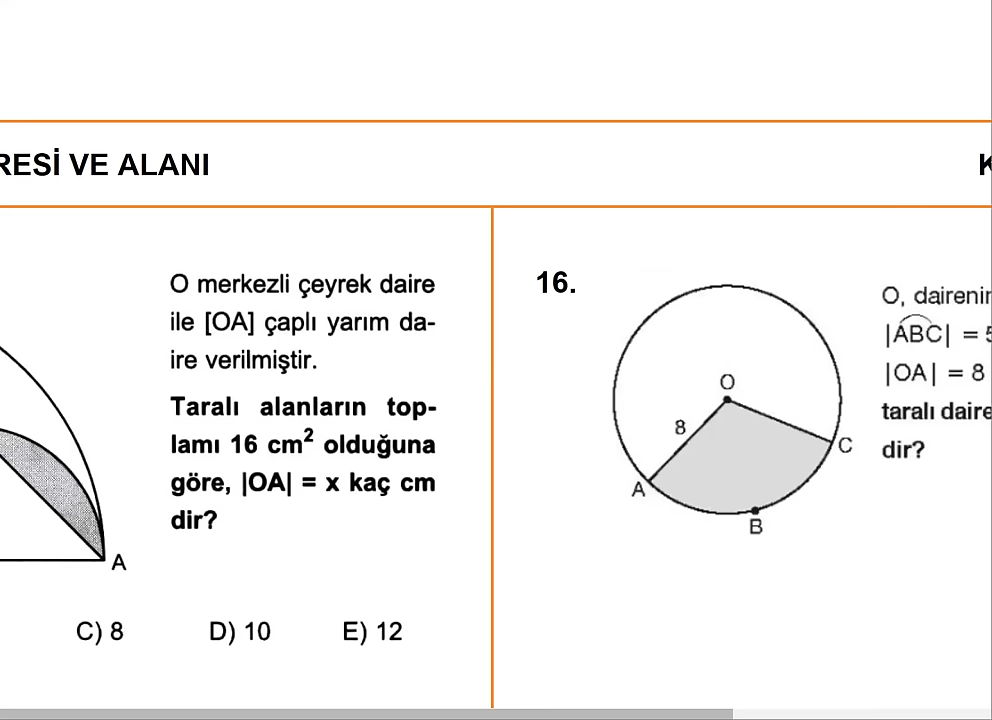 RESİ VE ALANI
O merkezli çeyrek daire
ile [OA] çaplı yarım da-
ire verilmiştir.
Taralı alanların top-
lamı 16 cm² olduğuna
göre, |OA| = x kaç cm
dir?
A
C) 8 D) 10 E) 12
16.
O
8
A
B
C
O, dairenin
|ABC| = 5
|OA| = 8
taralı daire
dir?